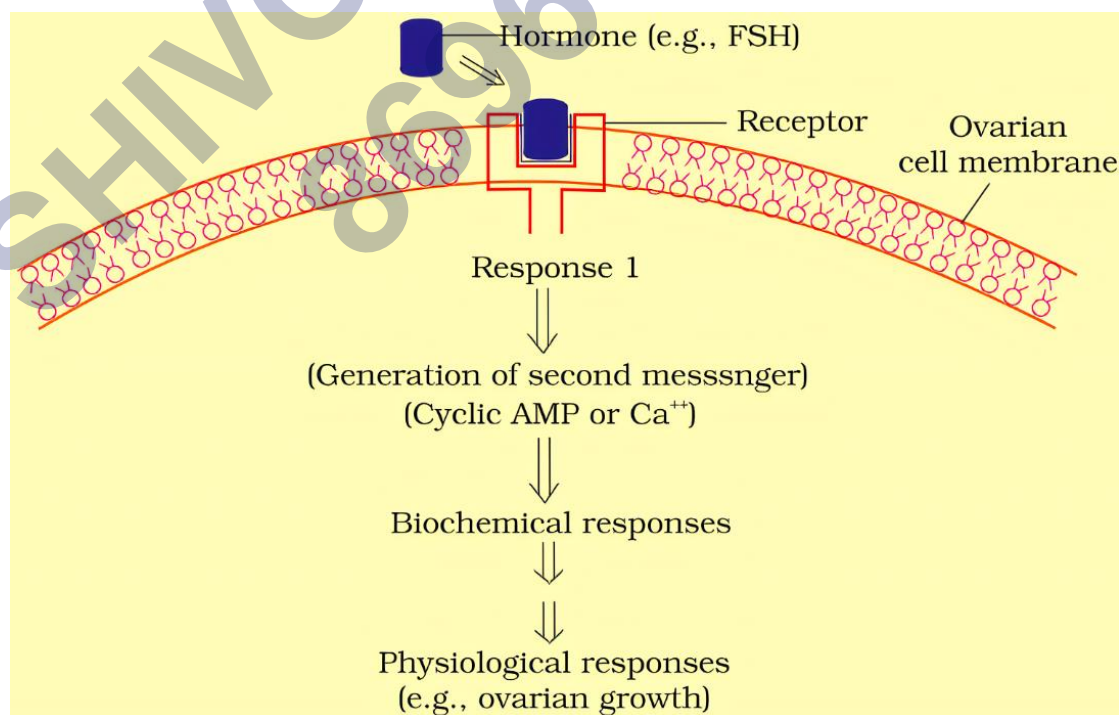 Hormone (e.g., FSH)
Receptor
Ovarian
cell membrane
Response 1
(Generation of second messsnger)
(Cyclic AMP or Ca⁺⁺)
Biochemical responses
Physiological responses
(e.g., ovarian growth)